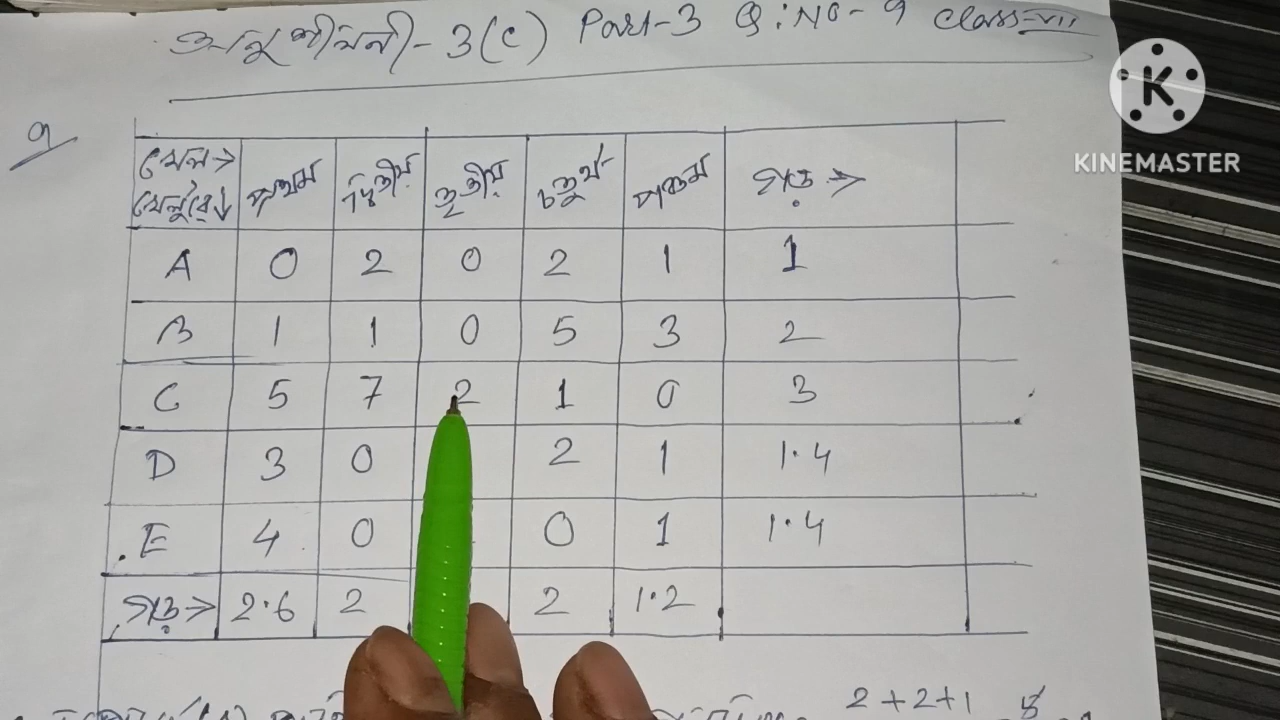 অনুশীলনী-3(C) Part-3 Q:NO-9 Class-VII
KINEMASTER
9
খেল→ প্ৰথম দ্বিতীয় তৃতীয় চতুৰ্থ পঞ্চম গড় →
খেলুৱৈ↓
A 0 2 0 2 1 1
B 1 1 0 5 3 2
C 5 7 2 1 0 3
D 3 0 2 1 1.4
E 4 0 0 1 1.4
গড়→ 2.6 2 2 1.2
2+2+1